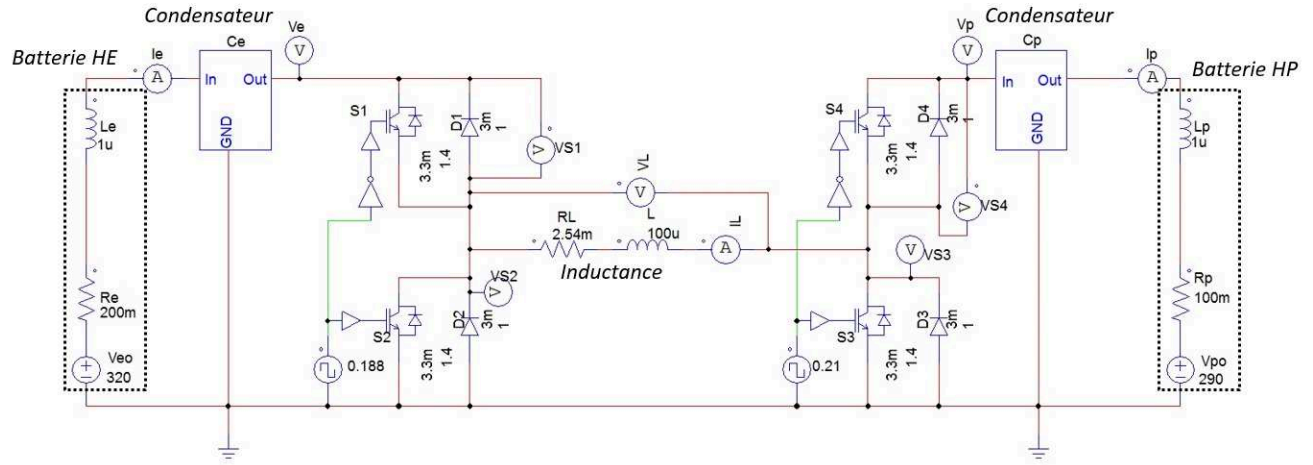 Condensateur
Ve
V
Ce
Batterie HE
Ie
A
In
Out
GND
Le
1u
Re
200m
Veo
320
S1
3.3m
1.4
D1
3m
1
V
VS1
0.188
S2
3.3m
1.4
D2
3m
1
VS2
V
VL
V
RL
2.54m
L
100u
IL
A
Inductance
Condensateur
Vp
V
Cp
Ip
A
Batterie HP
In
Out
GND
S4
3.3m
1.4
D4
3m
1
V
VS4
V
VS3
0.21
S3
3.3m
1.4
D3
3m
1
Lp
1u
Rp
100m
Vpo
290